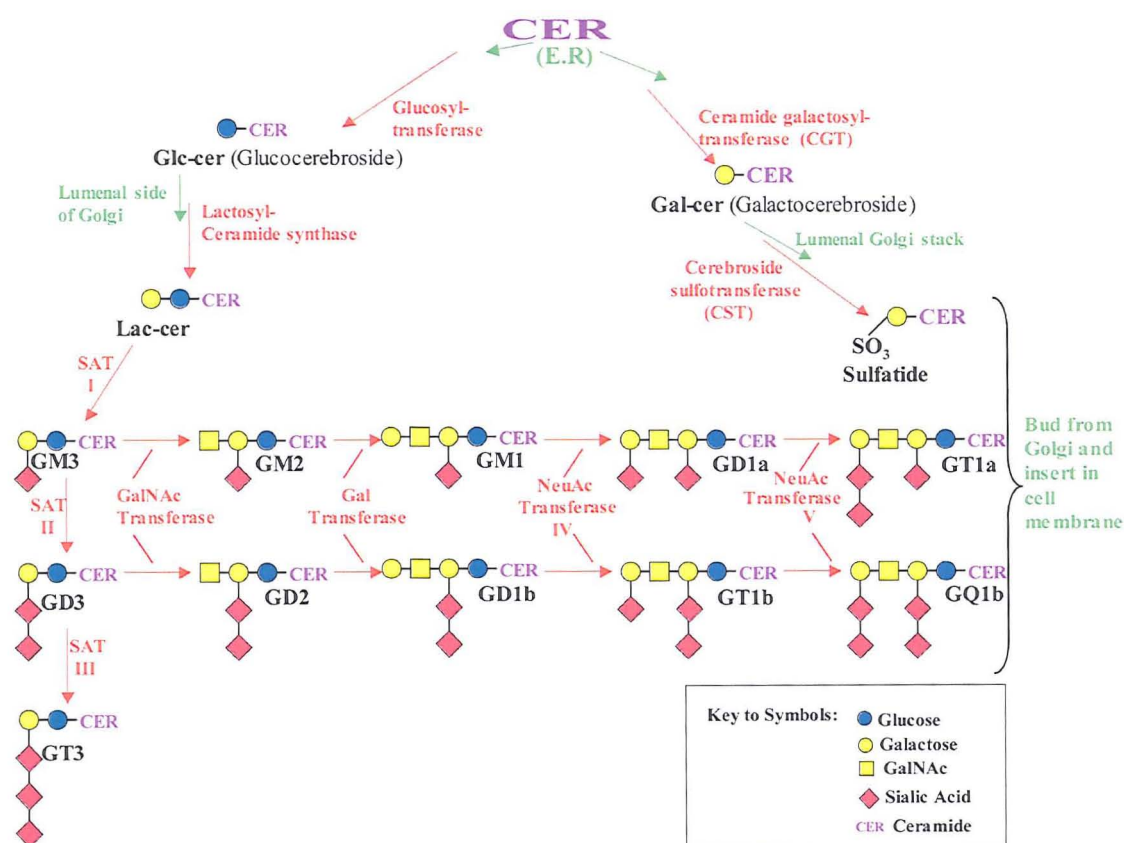 CER
(E.R)
Glucosyl-
transferase
Ceramide galactosyl-
transferase (CGT)
CER
Glc-cer (Glucocerebroside)
CER
Gal-cer (Galactocerebroside)
Lumenal side
of Golgi
Lactosyl-
Ceramide synthase
Lumenal Golgi stack
Cerebroside
sulfotransferase
(CST)
CER
Lac-cer
CER
SO3
Sulfatide
SAT
I
CER
GM3
CER
GM2
CER
GM1
CER
GD1a
CER
GT1a
Bud from
Golgi and
insert in
cell
membrane
SAT
II
GalNAc
Transferase
Gal
Transferase
NeuAc
Transferase
IV
NeuAc
Transferase
V
CER
GD3
CER
GD2
CER
GD1b
CER
GT1b
CER
GQ1b
SAT
III
CER
GT3
Key to Symbols:
Glucose
Galactose
GalNAc
Sialic Acid
CER Ceramide